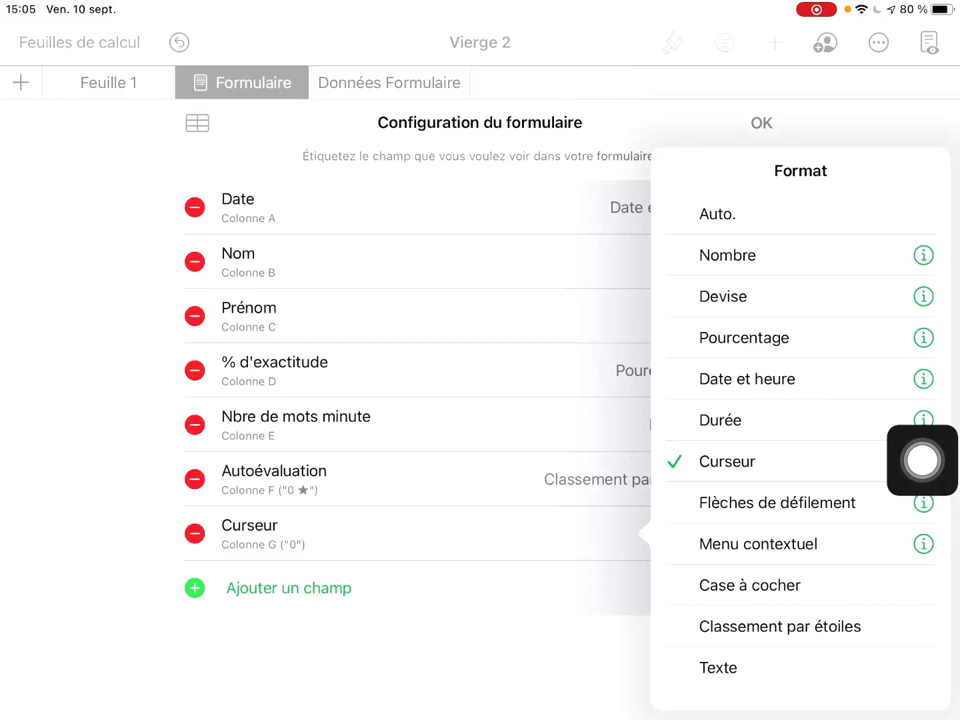 15:05 Ven. 10 sept. 80 %
Feuilles de calcul Vierge 2
Feuille 1 Formulaire Données Formulaire
Configuration du formulaire OK
Étiquetez le champ que vous voulez voir dans votre formulaire
Date
Colonne A
Date
Nom
Colonne B
Prénom
Colonne C
% d'exactitude
Colonne D
Nbre de mots minute
Colonne E
Autoévaluation
Colonne F ("0 ★")
Classement
Curseur
Colonne G ("0")
Ajouter un champ
Format
Auto.
Nombre
Devise
Pourcentage
Date et heure
Durée
Curseur
Flèches de défilement
Menu contextuel
Case à cocher
Classement par étoiles
Texte